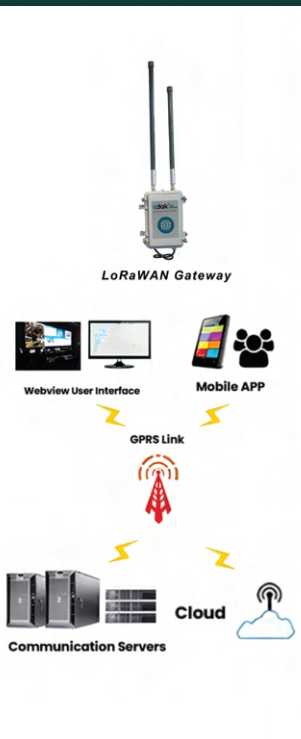 LoRaWAN Gateway
Webview User Interface
Mobile APP
GPRS Link
Cloud
Communication Servers